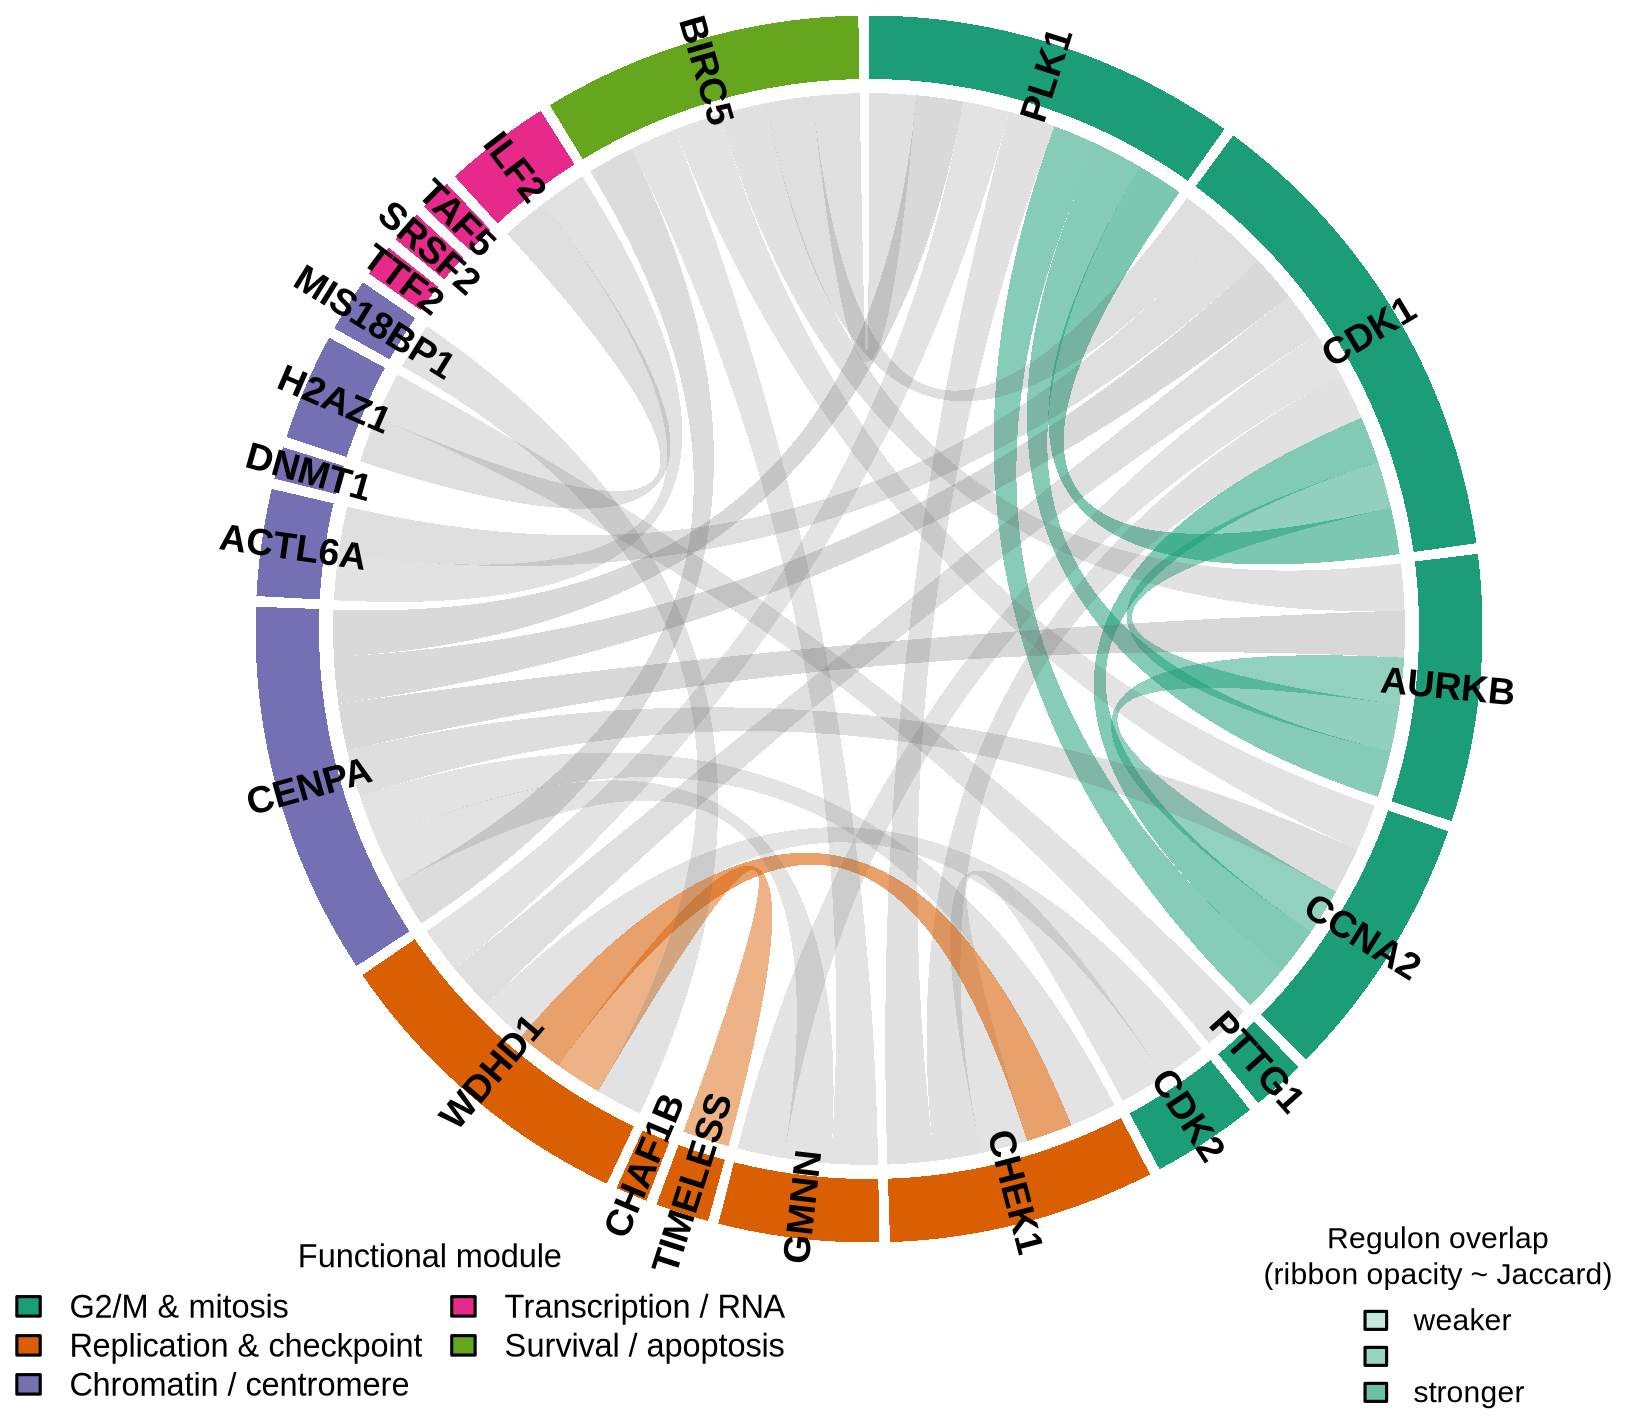 BIRC5
PLK1
ILF2
TAF5
SRSF2
TTF2
MIS18BP1
H2AZ1
DNMT1
ACTL6A
CENPA
CDK1
AURKB
CCNA2
PTTG1
CDK2
CHEK1
GMNN
TIMELESS
CHAF1B
WDHD1
Functional module
G2/M & mitosis
Replication & checkpoint
Chromatin / centromere
Transcription / RNA
Survival / apoptosis
Regulon overlap
(ribbon opacity ~ Jaccard)
weaker
stronger